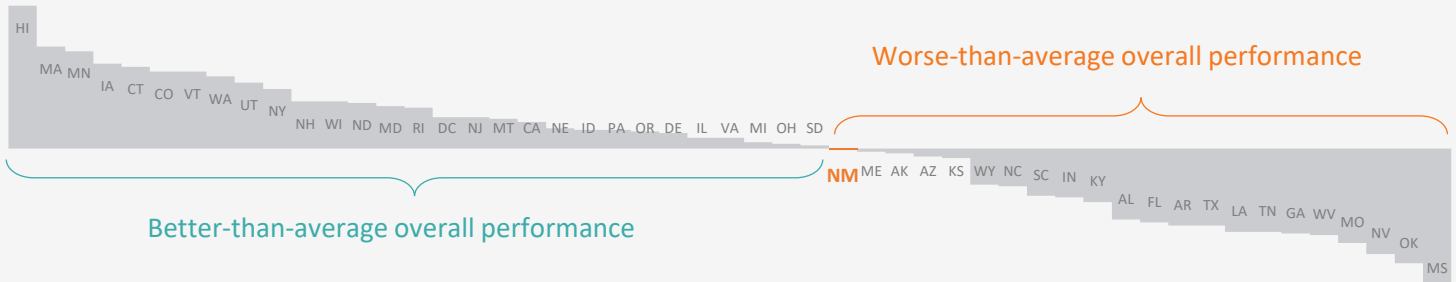 HI
MA
MN
IA
CT
CO
VT
WA
UT
NY
NH
WI
ND
MD
RI
DC
NJ
MT
CA
NE
ID
PA
OR
DE
IL
VA
MI
OH
SD
Worse-than-average overall performance
NM
ME
AK
AZ
KS
WY
NC
SC
IN
KY
AL
FL
AR
TX
LA
TN
GA
WV
MO
NV
OK
MS
Better-than-average overall performance